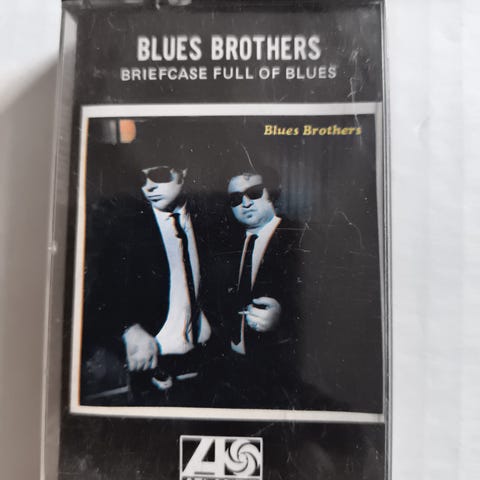 BLUES BROTHERS
BRIEFCASE FULL OF BLUES
Blues Brothers